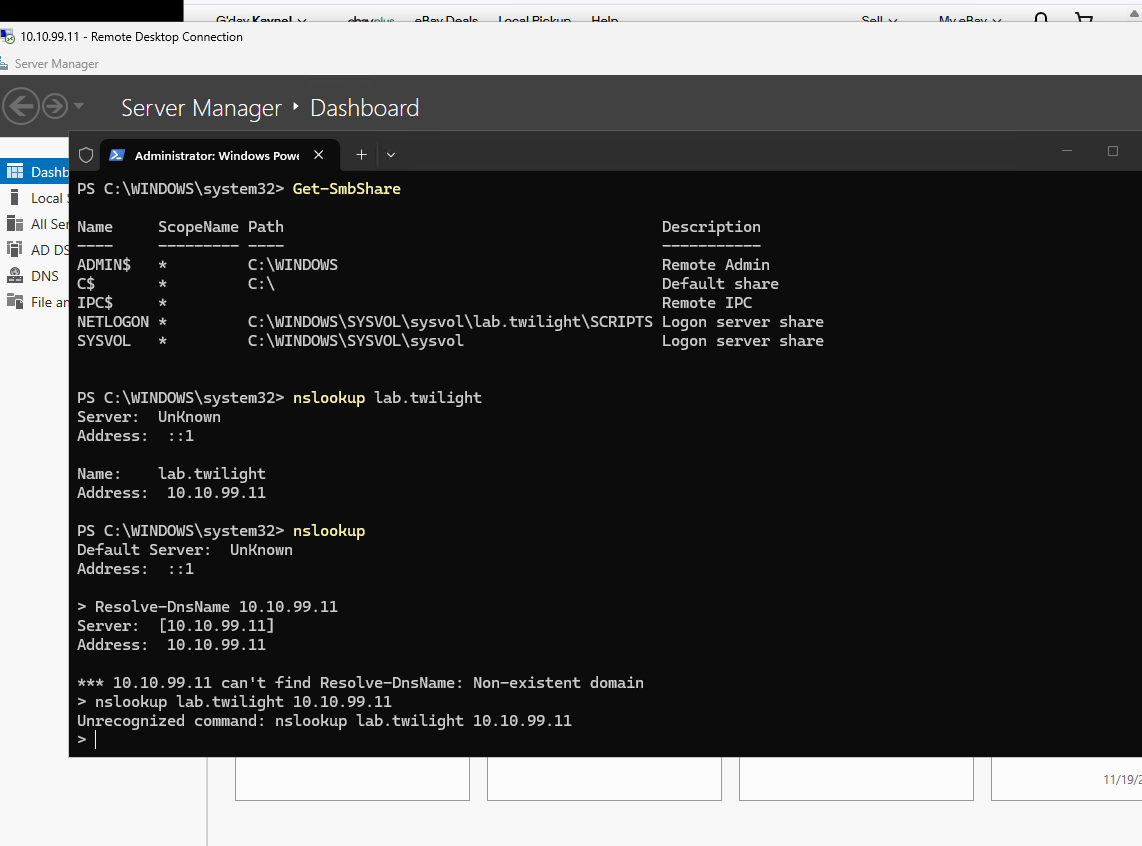 G'day Kayne! ebay plus eBay Deals Local Pickup Help Sell My eBay
10.10.99.11 - Remote Desktop Connection
Server Manager
Server Manager ‣ Dashboard
Administrator: Windows Powe
Dashb
Local S
All Ser
AD DS
DNS
File an
PS C:\WINDOWS\system32> Get-SmbShare
Name ScopeName Path Description
---- --------- ---- -----------
ADMIN$ * C:\WINDOWS Remote Admin
C$ * C:\ Default share
IPC$ * Remote IPC
NETLOGON * C:\WINDOWS\SYSVOL\sysvol\lab.twilight\SCRIPTS Logon server share
SYSVOL * C:\WINDOWS\SYSVOL\sysvol Logon server share
PS C:\WINDOWS\system32> nslookup lab.twilight
Server: UnKnown
Address: ::1
Name: lab.twilight
Address: 10.10.99.11
PS C:\WINDOWS\system32> nslookup
Default Server: UnKnown
Address: ::1
> Resolve-DnsName 10.10.99.11
Server: [10.10.99.11]
Address: 10.10.99.11
*** 10.10.99.11 can't find Resolve-DnsName: Non-existent domain
> nslookup lab.twilight 10.10.99.11
Unrecognized command: nslookup lab.twilight 10.10.99.11
>
11/19/2